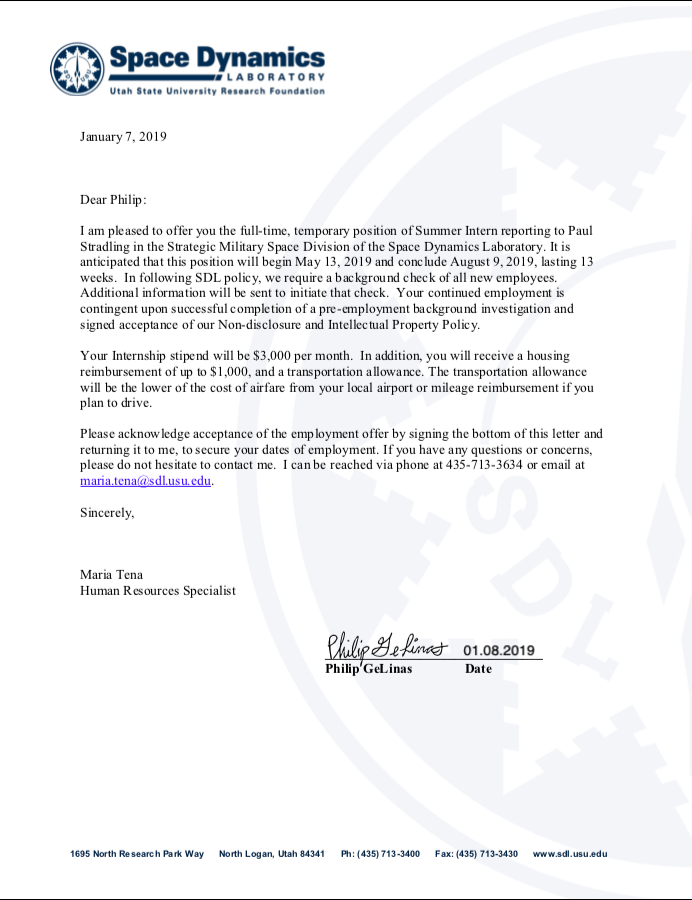 Space Dynamics
LABORATORY
Utah State University Research Foundation
January 7, 2019
Dear Philip:
I am pleased to offer you the full-time, temporary position of Summer Intern reporting to Paul
Stradling in the Strategic Military Space Division of the Space Dynamics Laboratory. It is
anticipated that this position will begin May 13, 2019 and conclude August 9, 2019, lasting 13
weeks.  In following SDL policy, we require a background check of all new employees.
Additional information will be sent to initiate that check.  Your continued employment is
contingent upon successful completion of a pre-employment background investigation and
signed acceptance of our Non-disclosure and Intellectual Property Policy.
Your Internship stipend will be $3,000 per month.  In addition, you will receive a housing
reimbursement of up to $1,000, and a transportation allowance. The transportation allowance
will be the lower of the cost of airfare from your local airport or mileage reimbursement if you
plan to drive.
Please acknowledge acceptance of the employment offer by signing the bottom of this letter and
returning it to me, to secure your dates of employment. If you have any questions or concerns,
please do not hesitate to contact me.  I can be reached via phone at 435-713-3634 or email at
maria.tena@sdl.usu.edu.
Sincerely,
SDL
Maria Tena
Human Resources Specialist
Philip GeLinas 01.08.2019
Philip GeLinas Date
1695 North Research Park Way North Logan, Utah 84341 Ph: (435) 713-3400 Fax: (435) 713-3430 www.sdl.usu.edu